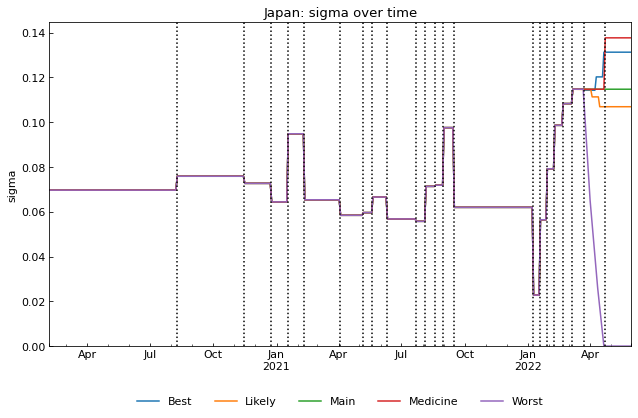 Japan: sigma over time
0.14
0.12
0.10
0.08
0.06
0.04
0.02
0.00
sigma
Apr Jul Oct Jan Apr Jul Oct Jan Apr
2021 2022
Best Likely Main Medicine Worst